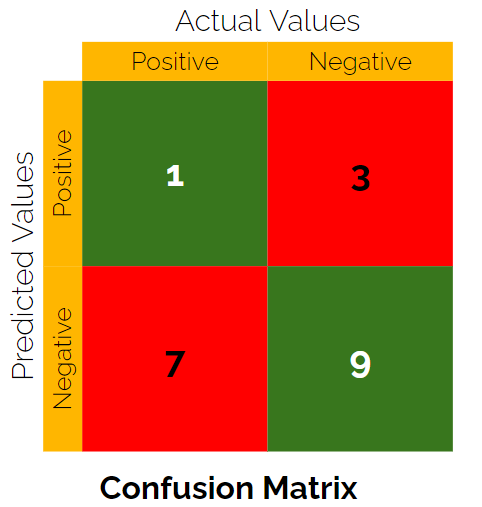 Actual Values
Positive Negative
Predicted Values
Positive
1 3
Negative
7 9
Confusion Matrix